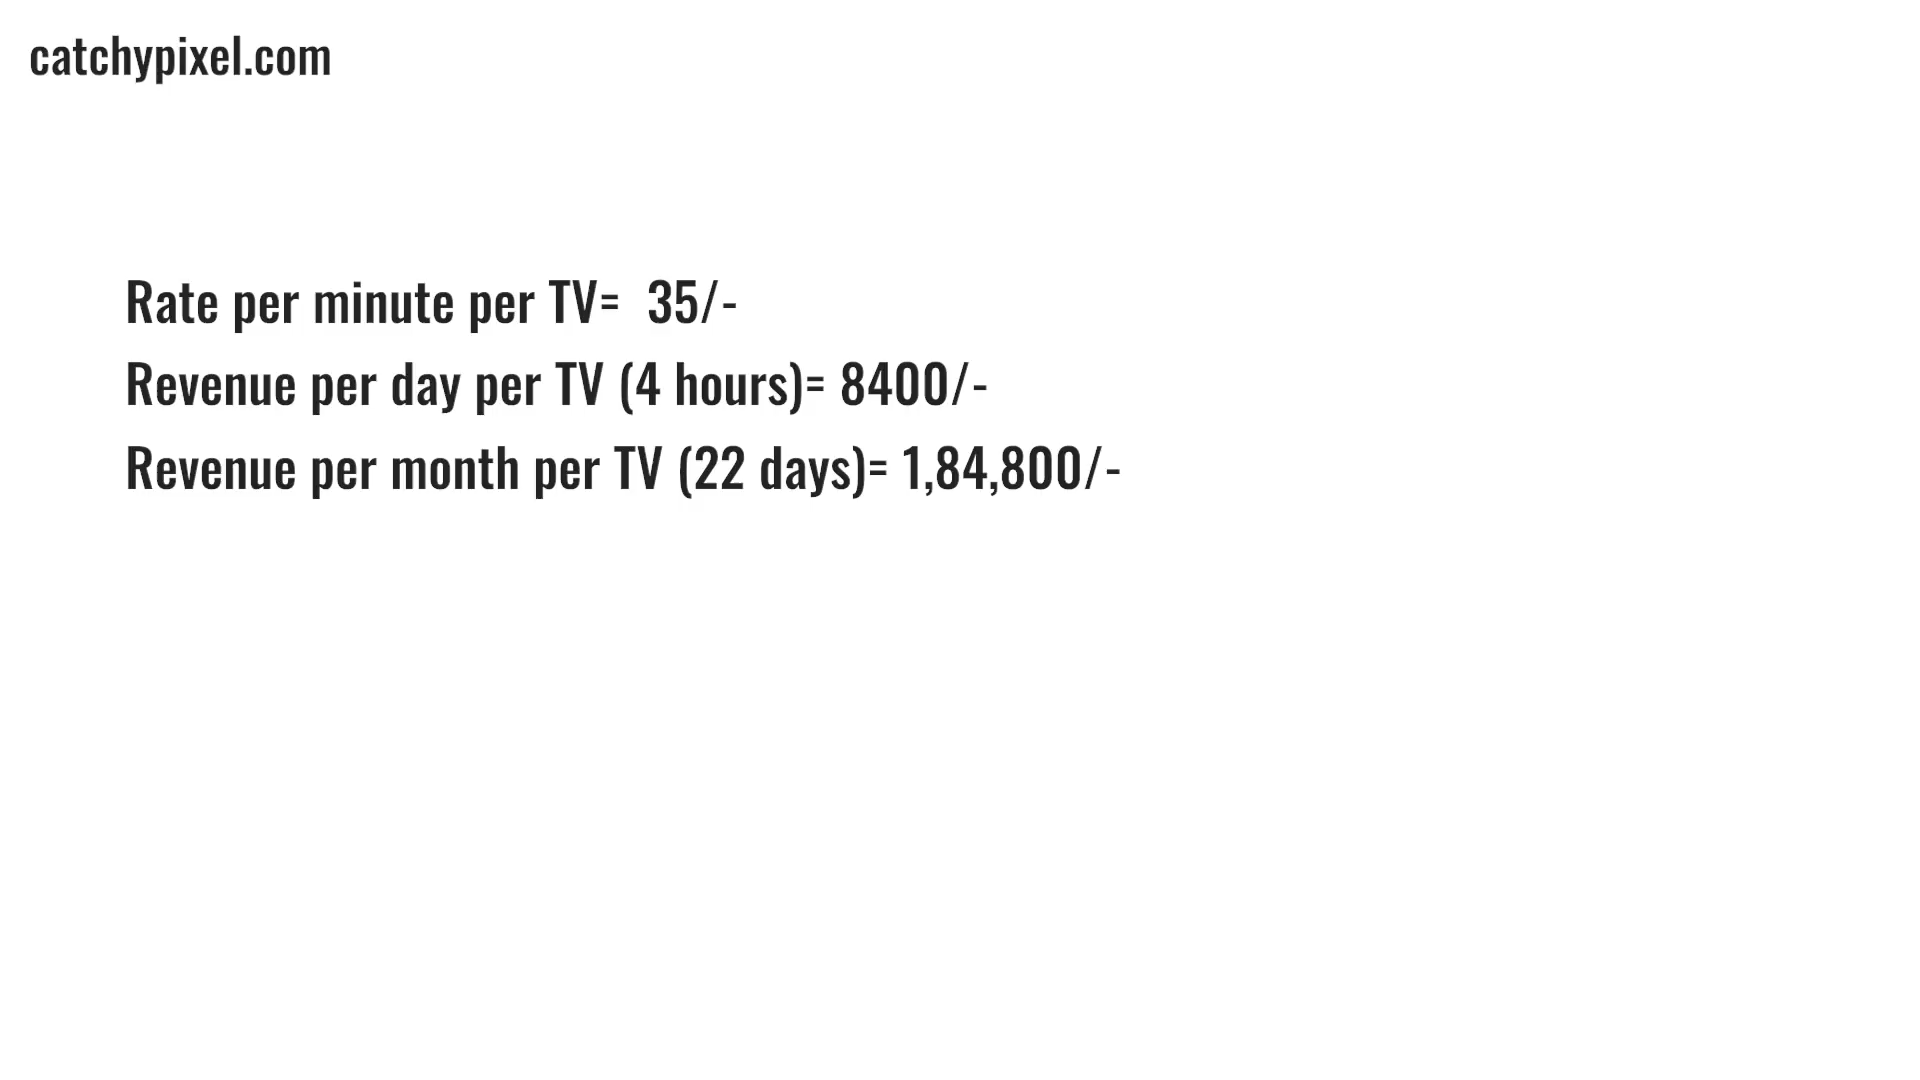 catchypixel.com
Rate per minute per TV=  35/-
Revenue per day per TV (4 hours)= 8400/-
Revenue per month per TV (22 days)= 1,84,800/-